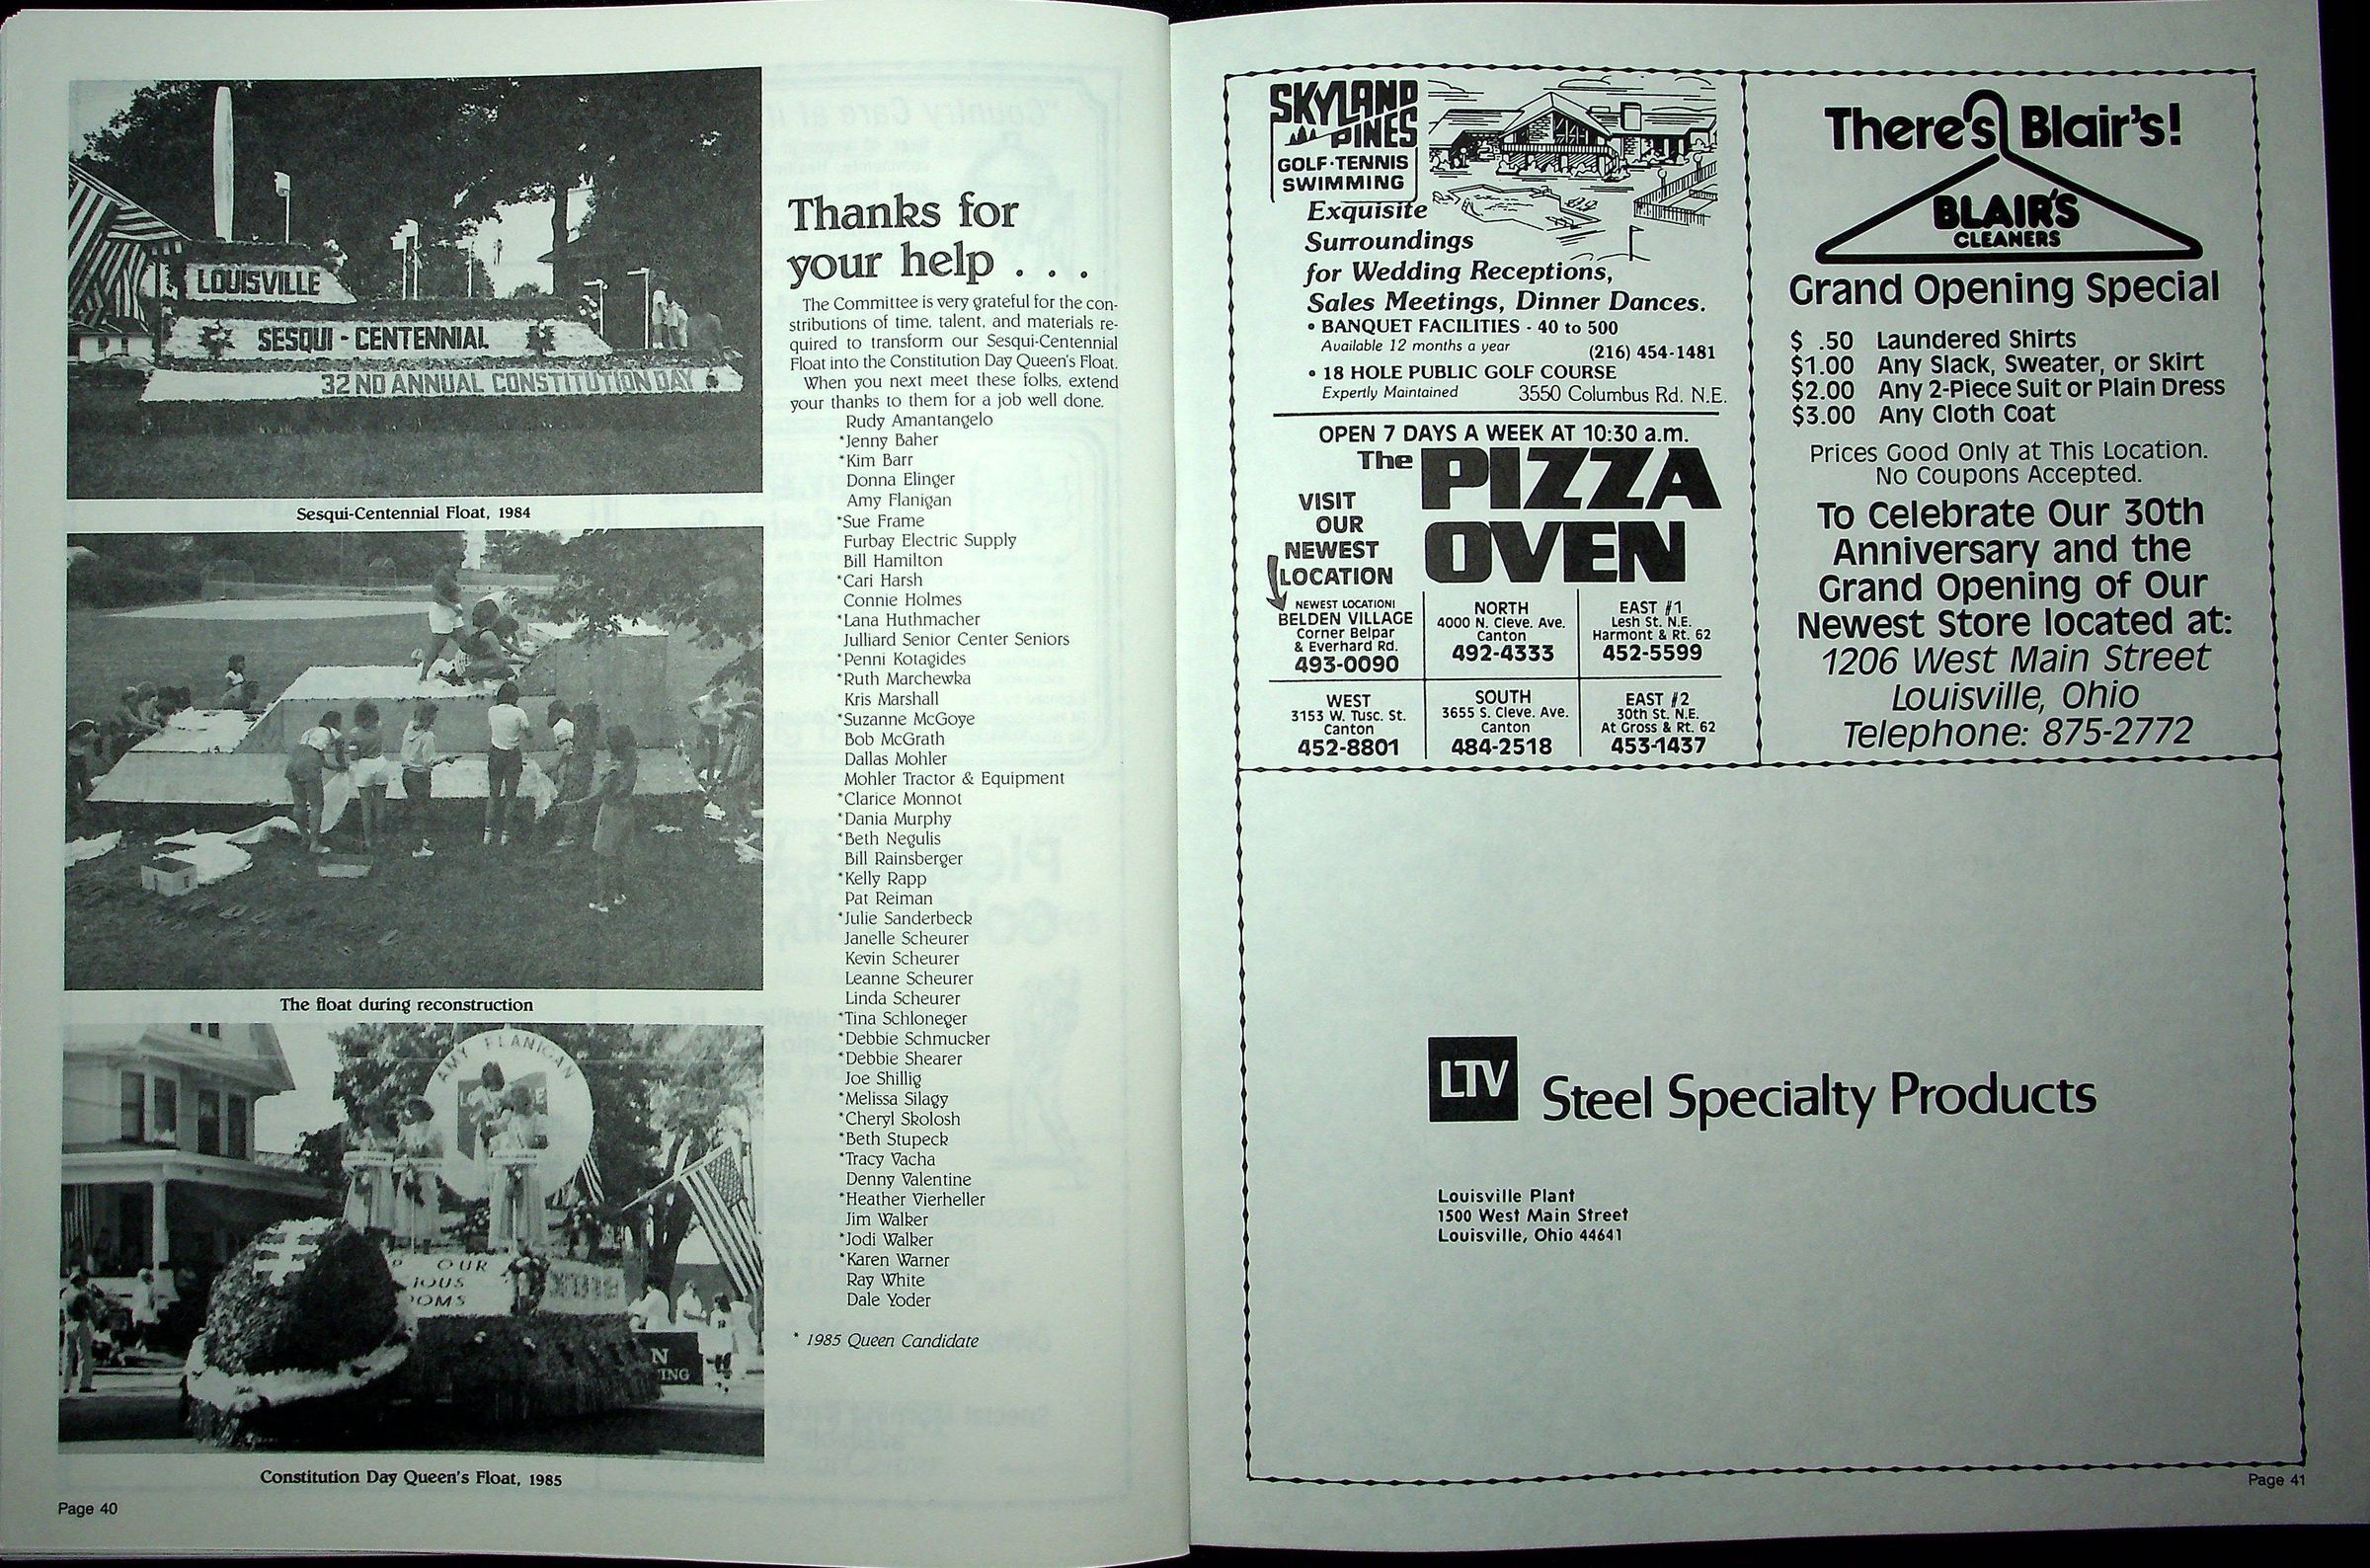 LOUISVILLE
SESQUI - CENTENNIAL
32 ND ANNUAL CONSTITUTION DAY
Sesqui-Centennial Float, 1984
The float during reconstruction
AMY FLANIGAN
OUR
IOUS
OMS
N
ING
Constitution Day Queen's Float, 1985
Page 40
Thanks for
your help . . .
The Committee is very grateful for the con-
stributions of time, talent, and materials re-
quired to transform our Sesqui-Centennial
Float into the Constitution Day Queen's Float.
When you next meet these folks, extend
your thanks to them for a job well done.
Rudy Amantangelo
*Jenny Baher
*Kim Barr
Donna Elinger
Amy Flanigan
*Sue Frame
Furbay Electric Supply
Bill Hamilton
*Cari Harsh
Connie Holmes
*Lana Huthmacher
Julliard Senior Center Seniors
*Penni Kotagides
*Ruth Marchewka
Kris Marshall
*Suzanne McGoye
Bob McGrath
Dallas Mohler
Mohler Tractor & Equipment
*Clarice Monnot
*Dania Murphy
*Beth Negulis
Bill Rainsberger
*Kelly Rapp
Pat Reiman
*Julie Sanderbeck
Janelle Scheurer
Kevin Scheurer
Leanne Scheurer
Linda Scheurer
*Tina Schloneger
*Debbie Schmucker
*Debbie Shearer
Joe Shillig
*Melissa Silagy
*Cheryl Skolosh
*Beth Stupeck
*Tracy Vacha
Denny Valentine
*Heather Vierheller
Jim Walker
*Jodi Walker
*Karen Warner
Ray White
Dale Yoder
* 1985 Queen Candidate
SKYLAND
PINES
GOLF·TENNIS
SWIMMING
Exquisite
Surroundings
for Wedding Receptions,
Sales Meetings, Dinner Dances.
• BANQUET FACILITIES - 40 to 500
Available 12 months a year
(216) 454-1481
• 18 HOLE PUBLIC GOLF COURSE
Expertly Maintained
3550 Columbus Rd. N.E.
OPEN 7 DAYS A WEEK AT 10:30 a.m.
The PIZZA
OVEN
VISIT
OUR
NEWEST
LOCATION
NEWEST LOCATION!
BELDEN VILLAGE
Corner Belpar
& Everhard Rd.
493-0090
NORTH
4000 N. Cleve. Ave.
Canton
492-4333
EAST #1
Lesh St. N.E.
Harmont & Rt. 62
452-5599
WEST
3153 W. Tusc. St.
Canton
452-8801
SOUTH
3655 S. Cleve. Ave.
Canton
484-2518
EAST #2
30th St. N.E.
At Gross & Rt. 62
453-1437
There's Blair's!
BLAIR'S
CLEANERS
Grand Opening Special
$ .50 Laundered Shirts
$1.00 Any Slack, Sweater, or Skirt
$2.00 Any 2-Piece Suit or Plain Dress
$3.00 Any Cloth Coat
Prices Good Only at This Location.
No Coupons Accepted.
To Celebrate Our 30th
Anniversary and the
Grand Opening of Our
Newest Store located at:
1206 West Main Street
Louisville, Ohio
Telephone: 875-2772
LTV Steel Specialty Products
Louisville Plant
1500 West Main Street
Louisville, Ohio 44641
Page 41